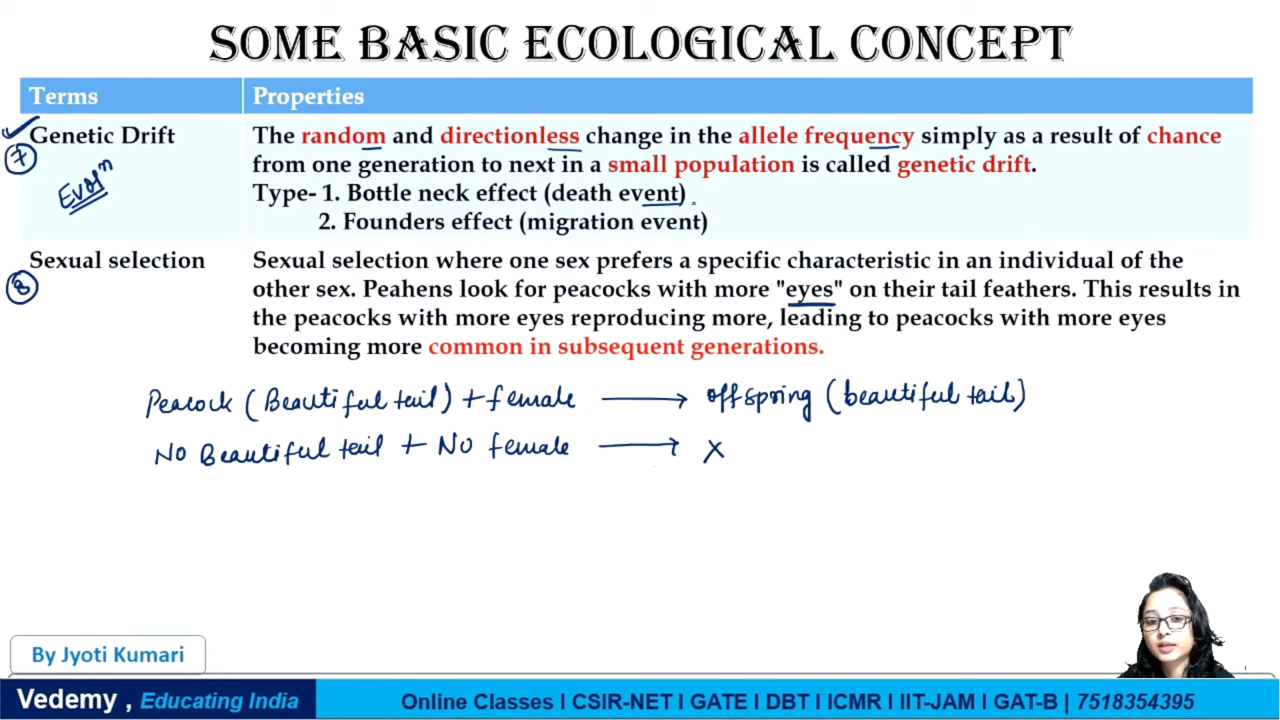 SOME BASIC ECOLOGICAL CONCEPT
Terms Properties
Genetic Drift The random and directionless change in the allele frequency simply as a result of chance
7 from one generation to next in a small population is called genetic drift.
Evolⁿ Type- 1. Bottle neck effect (death event)
2. Founders effect (migration event)
Sexual selection Sexual selection where one sex prefers a specific characteristic in an individual of the
8 other sex. Peahens look for peacocks with more "eyes" on their tail feathers. This results in
the peacocks with more eyes reproducing more, leading to peacocks with more eyes
becoming more common in subsequent generations.
Peacock (Beautiful tail) + female → offspring (beautiful tail)
No Beautiful tail + No female → X
By Jyoti Kumari
Vedemy , Educating India Online Classes I CSIR-NET I GATE I DBT I ICMR I IIT-JAM I GAT-B | 7518354395